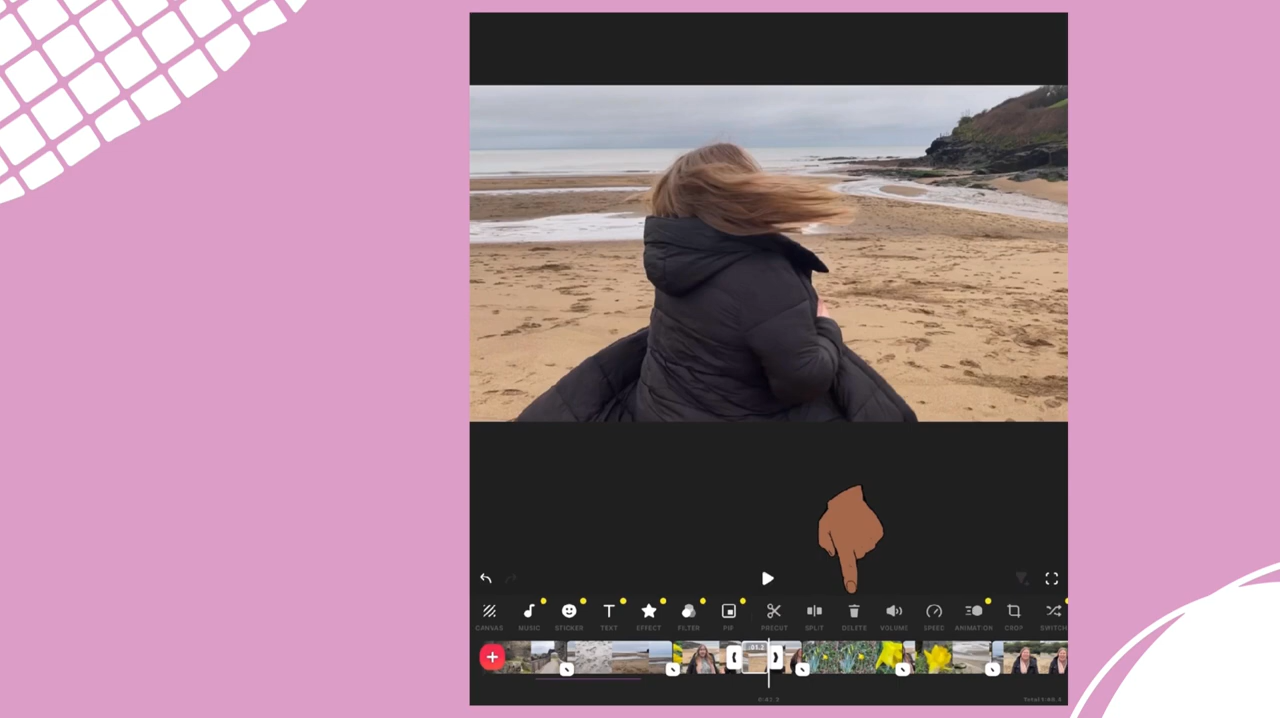 CANVAS MUSIC STICKER TEXT EFFECT FILTER PIP PRECUT SPLIT DELETE VOLUME SPEED ANIMATION CROP SWITCH